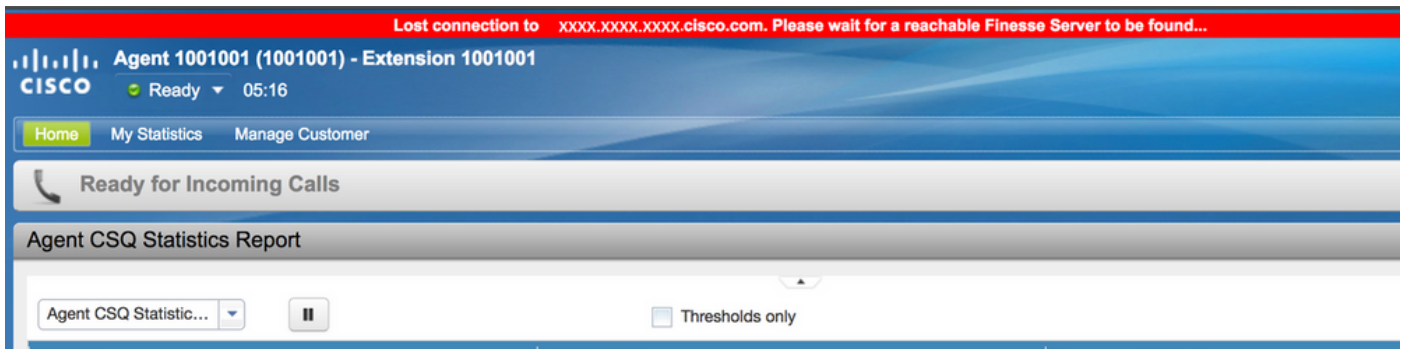 Lost connection to xxxx.xxxx.xxxx.cisco.com. Please wait for a reachable Finesse Server to be found...
Agent 1001001 (1001001) - Extension 1001001
CISCO
Ready 05:16
Home My Statistics Manage Customer
Ready for Incoming Calls
Agent CSQ Statistics Report
Agent CSQ Statistic... Thresholds only